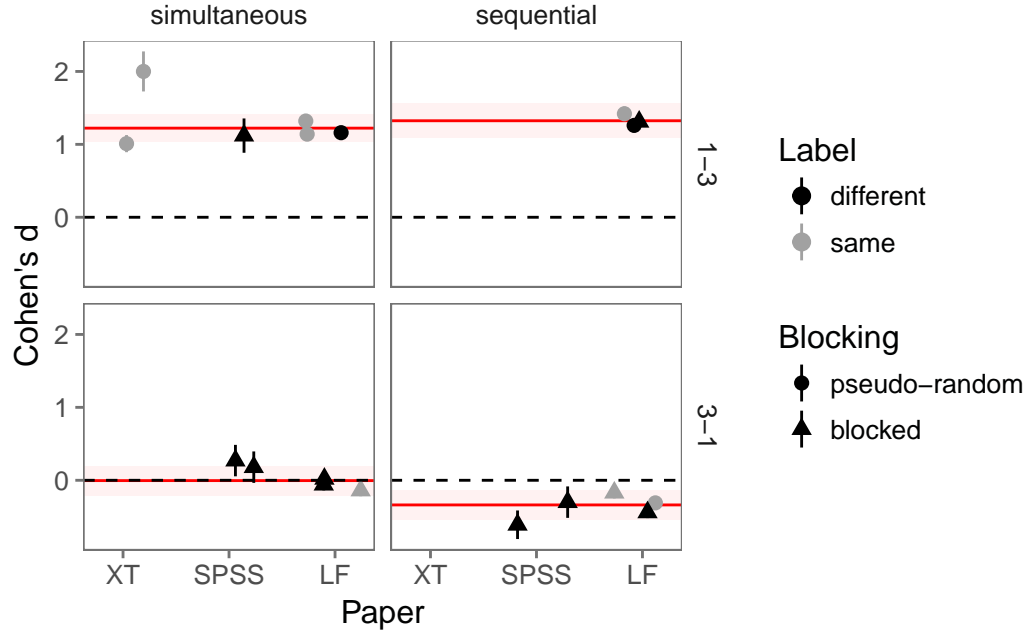 simultaneous
sequential
Cohen's d
2
1
0
1−3
2
1
0
3−1
XT
SPSS
LF
XT
SPSS
LF
Paper
Label
different
same
Blocking
pseudo−random
blocked